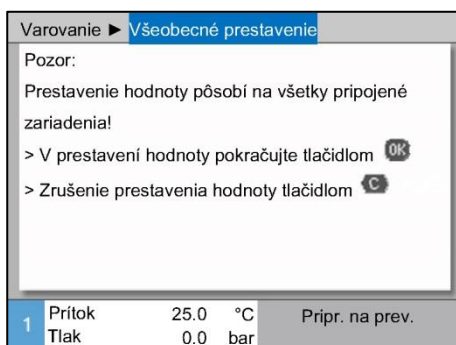 Varovanie ► Všeobecné prestavenie
Pozor:
Prestavenie hodnoty pôsobí na všetky pripojené
zariadenia!
> V prestavení hodnoty pokračujte tlačidlom OK
> Zrušenie prestavenia hodnoty tlačidlom C
1 Prítok 25.0 °C Pripr. na prev.
Tlak 0.0 bar